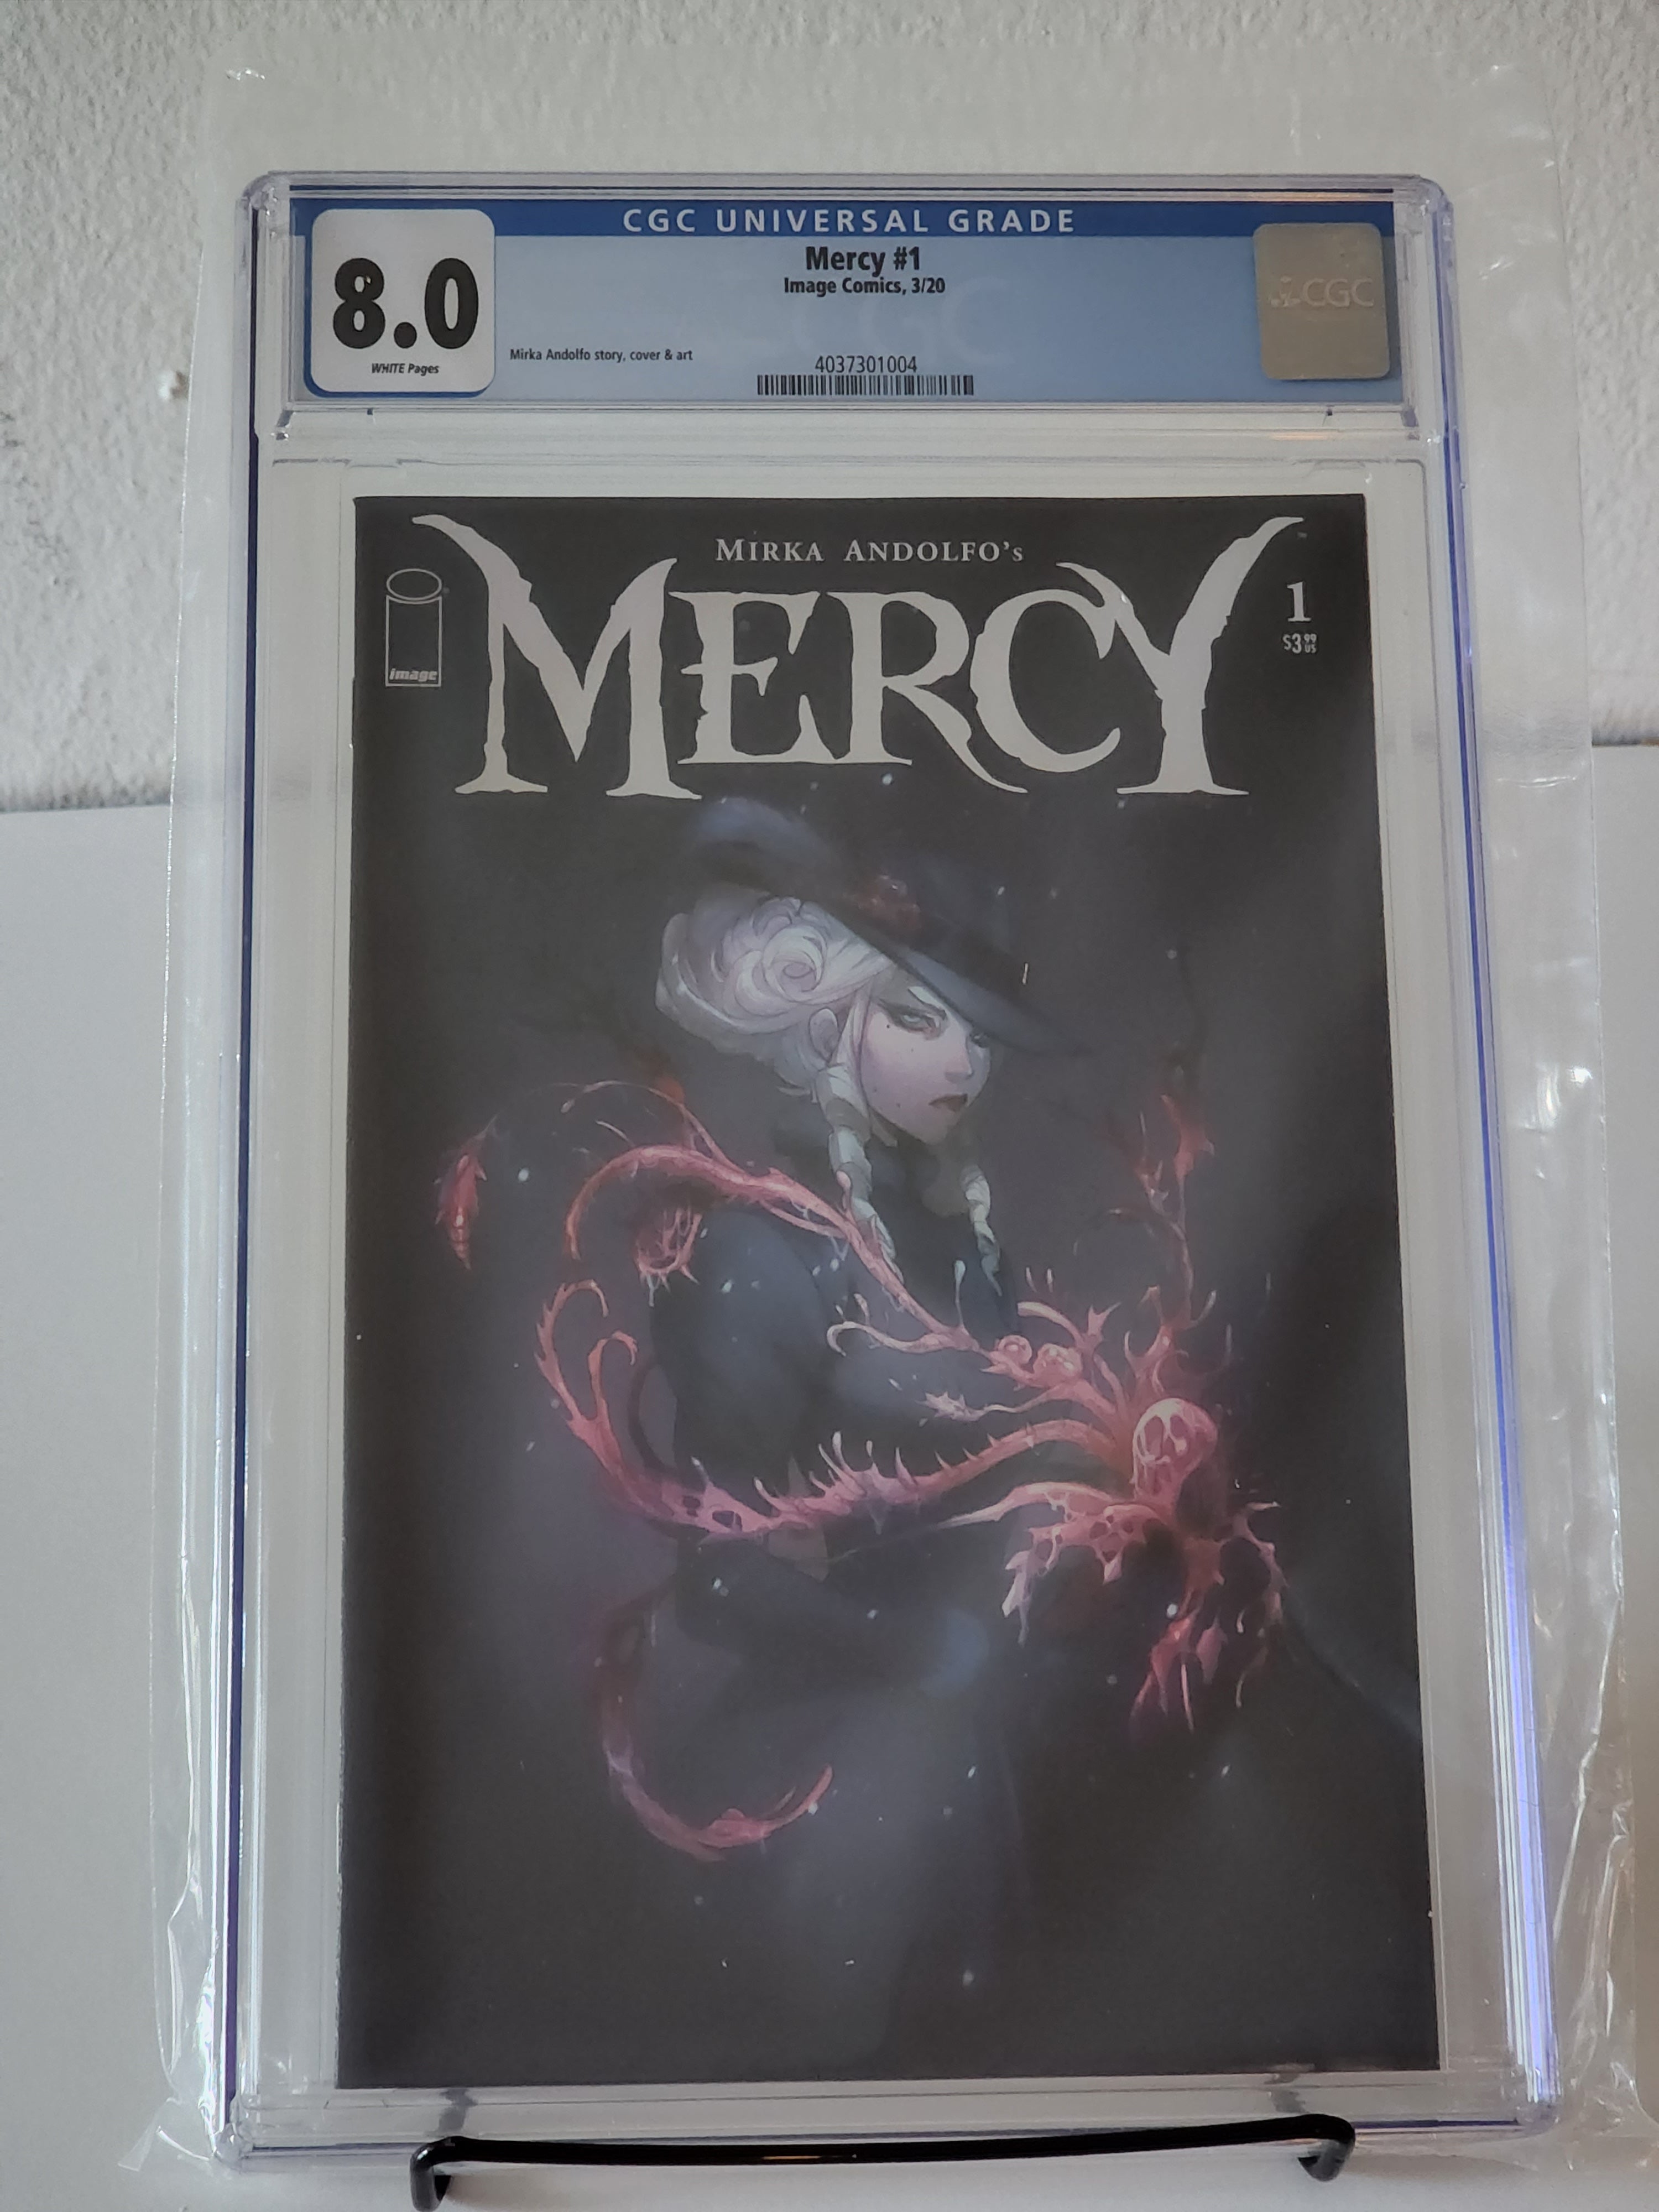 CGC UNIVERSAL GRADE
8.0
WHITE Pages
Mercy #1
Image Comics, 3/20
Mirka Andolfo story, cover & art
4037301004
CGC
MIRKA ANDOLFO'S
MERCY
image
1
$3.99 US